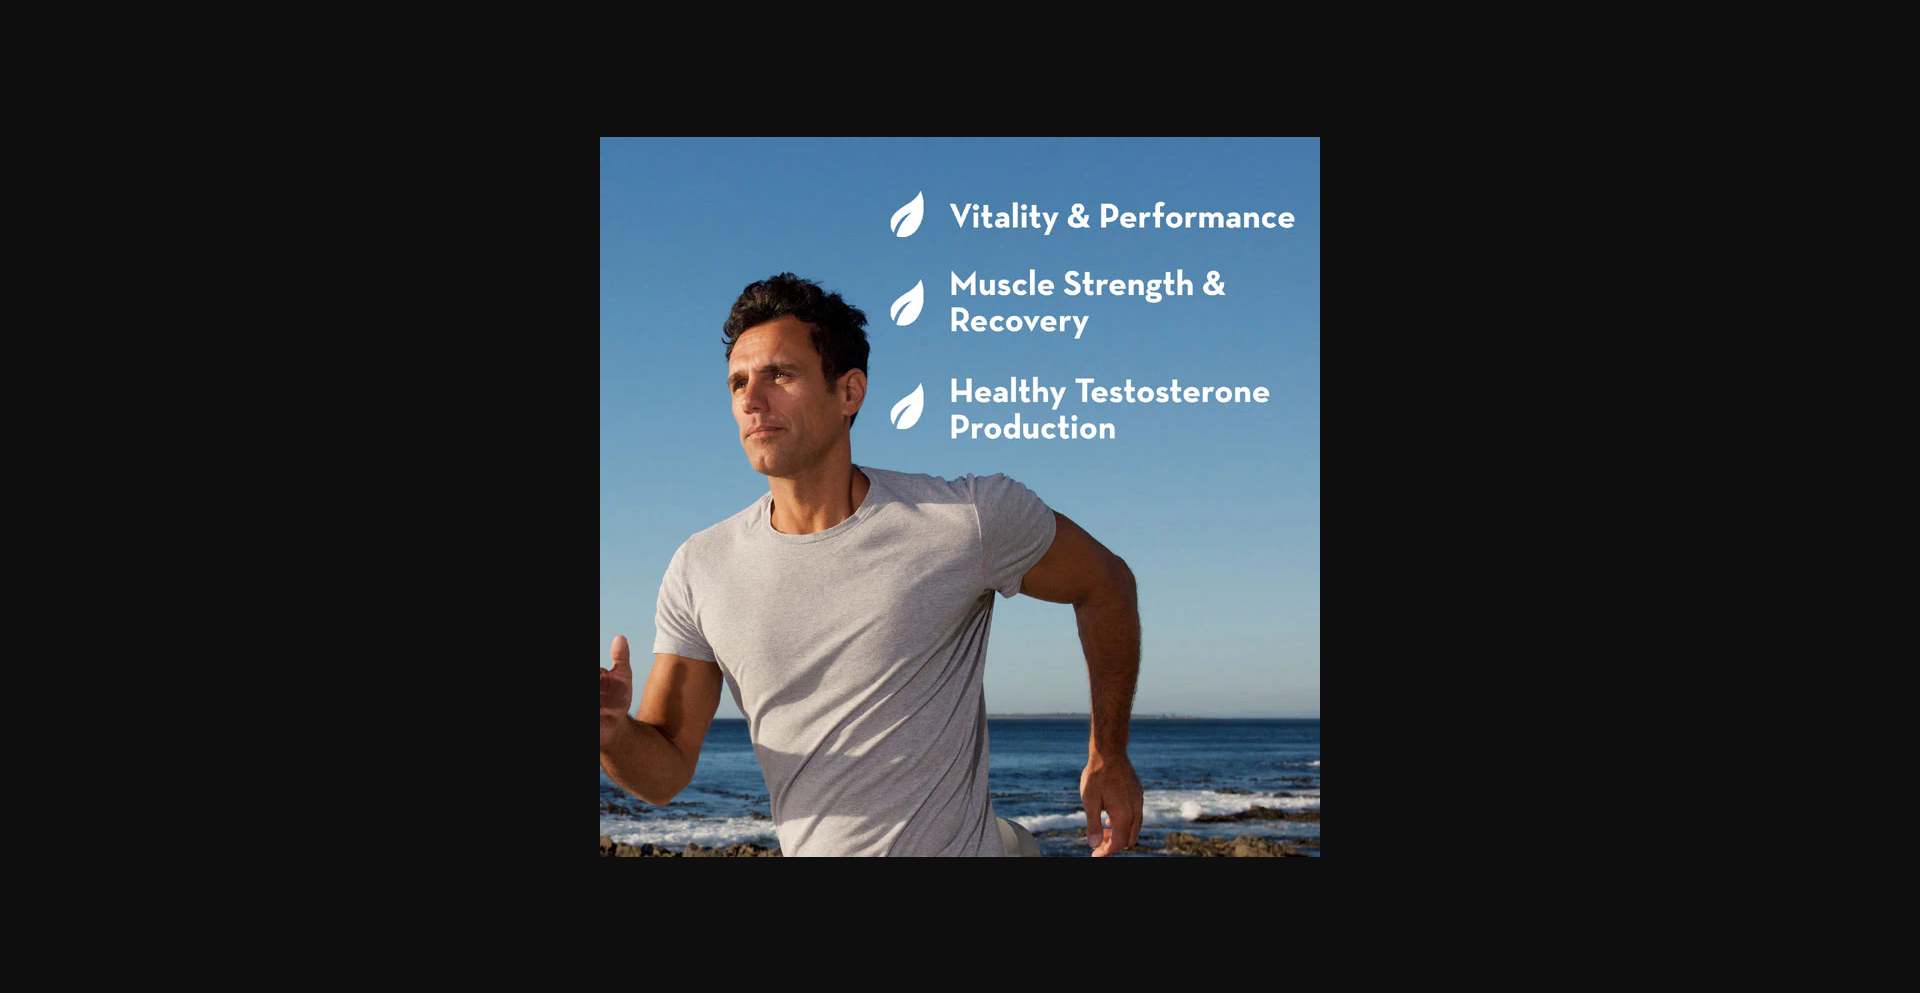 Vitality & Performance
Muscle Strength &
Recovery
Healthy Testosterone
Production